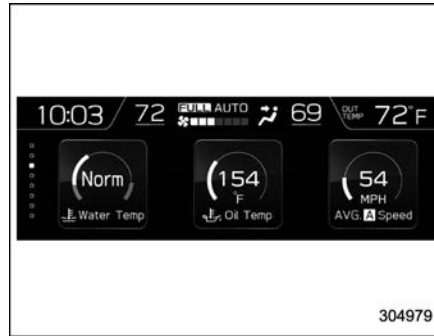 10:03 72 FULL AUTO 69 OUT TEMP 72°F
Norm 154 54
°F MPH
Water Temp Oil Temp AVG. A Speed
304979